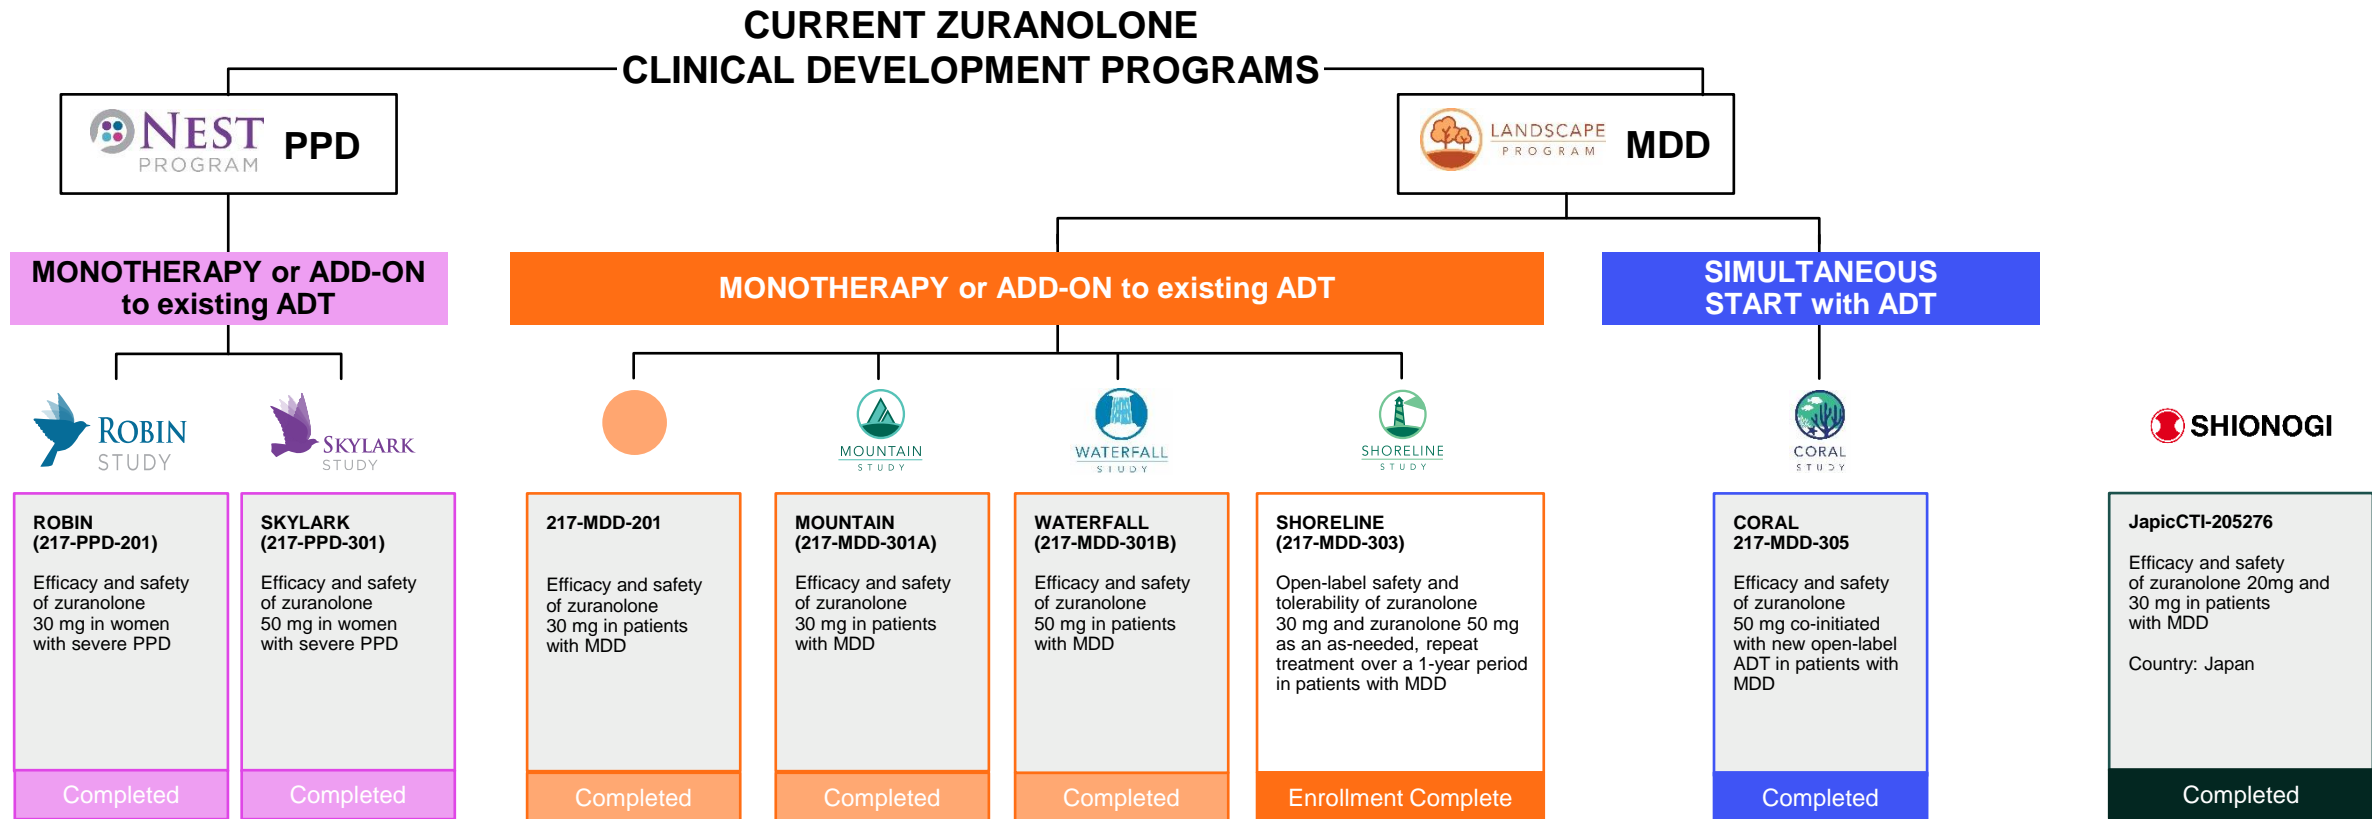 CURRENT ZURANOLONE
CLINICAL DEVELOPMENT PROGRAMS
NEST
PROGRAM
PPD
LANDSCAPE
PROGRAM
MDD
MONOTHERAPY or ADD-ON
to existing ADT
MONOTHERAPY or ADD-ON to existing ADT
SIMULTANEOUS
START with ADT
ROBIN
STUDY
SKYLARK
STUDY
MOUNTAIN
STUDY
WATERFALL
STUDY
SHORELINE
STUDY
CORAL
STUDY
SHIONOGI
ROBIN
(217-PPD-201)
Efficacy and safety
of zuranolone
30 mg in women
with severe PPD
Completed
SKYLARK
(217-PPD-301)
Efficacy and safety
of zuranolone
50 mg in women
with severe PPD
Completed
217-MDD-201
Efficacy and safety
of zuranolone
30 mg in patients
with MDD
Completed
MOUNTAIN
(217-MDD-301A)
Efficacy and safety
of zuranolone
30 mg in patients
with MDD
Completed
WATERFALL
(217-MDD-301B)
Efficacy and safety
of zuranolone
50 mg in patients
with MDD
Completed
SHORELINE
(217-MDD-303)
Open-label safety and
tolerability of zuranolone
30 mg and zuranolone 50 mg
as an as-needed, repeat
treatment over a 1-year period
in patients with MDD
Enrollment Complete
CORAL
217-MDD-305
Efficacy and safety
of zuranolone
50 mg co-initiated
with new open-label
ADT in patients with
MDD
Completed
JapicCTI-205276
Efficacy and safety
of zuranolone 20mg and
30 mg in patients
with MDD
Country: Japan
Completed